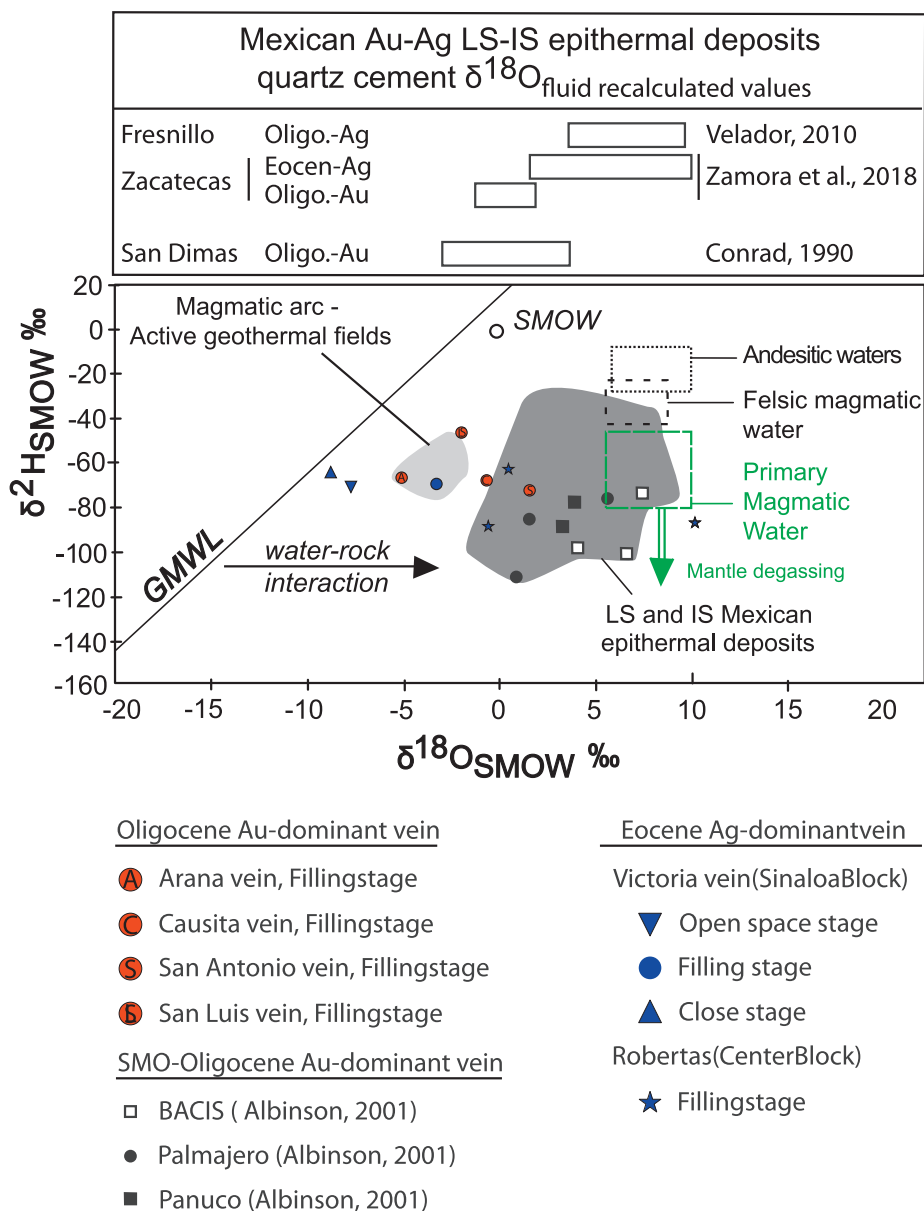 Mexican Au-Ag LS-IS epithermal deposits
quartz cement δ18Ofluid recalculated values
Fresnillo Oligo.-Ag Velador, 2010
Zacatecas Eocen-Ag Zamora et al., 2018
Oligo.-Au
San Dimas Oligo.-Au Conrad, 1990
20
0
-20
-40
-60
-80
-100
-120
-140
-160
δ2HSMOW ‰
Magmatic arc -
Active geothermal fields
SMOW
Andesitic waters
Felsic magmatic
water
Primary
Magmatic
Water
Mantle degassing
GMWL
water-rock
interaction
LS and IS Mexican
epithermal deposits
A
S
S
-20 -15 -10 -5 0 5 10 15 20
δ18OSMOW ‰
Oligocene Au-dominant vein
A Arana vein, Fillingstage
C Causita vein, Fillingstage
S San Antonio vein, Fillingstage
San Luis vein, Fillingstage
SMO-Oligocene Au-dominant vein
BACIS ( Albinson, 2001)
Palmajero (Albinson, 2001)
Panuco (Albinson, 2001)
Eocene Ag-dominantvein
Victoria vein(SinaloaBlock)
Open space stage
Filling stage
Close stage
Robertas(CenterBlock)
Fillingstage